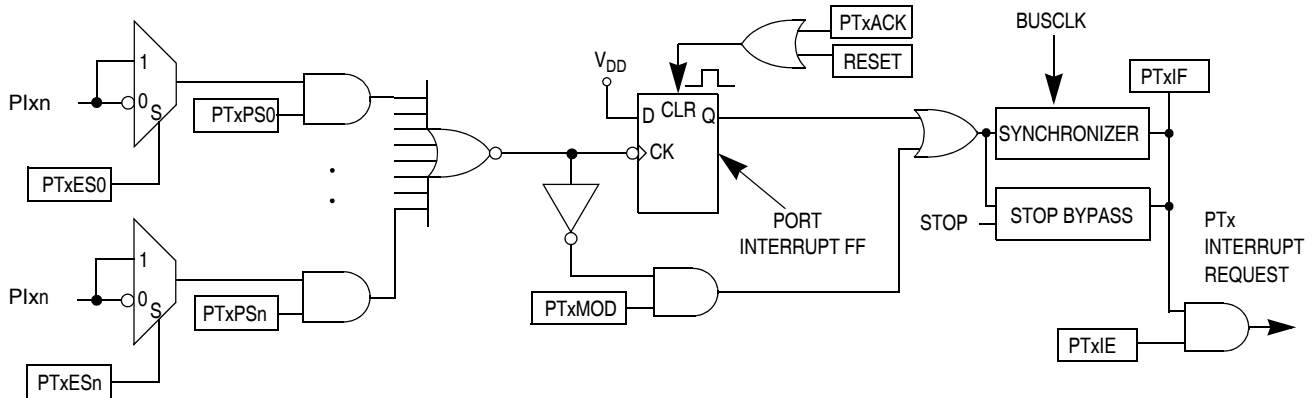 PIxn
1
0
S
PTxES0
PTxPS0
PIxn
1
0
S
PTxESn
PTxPSn
VDD
D CLR Q
CK
PTxACK
RESET
PORT
INTERRUPT FF
PTxMOD
BUSCLK
SYNCHRONIZER
STOP BYPASS
STOP
PTxIF
PTx
INTERRUPT
REQUEST
PTxIE